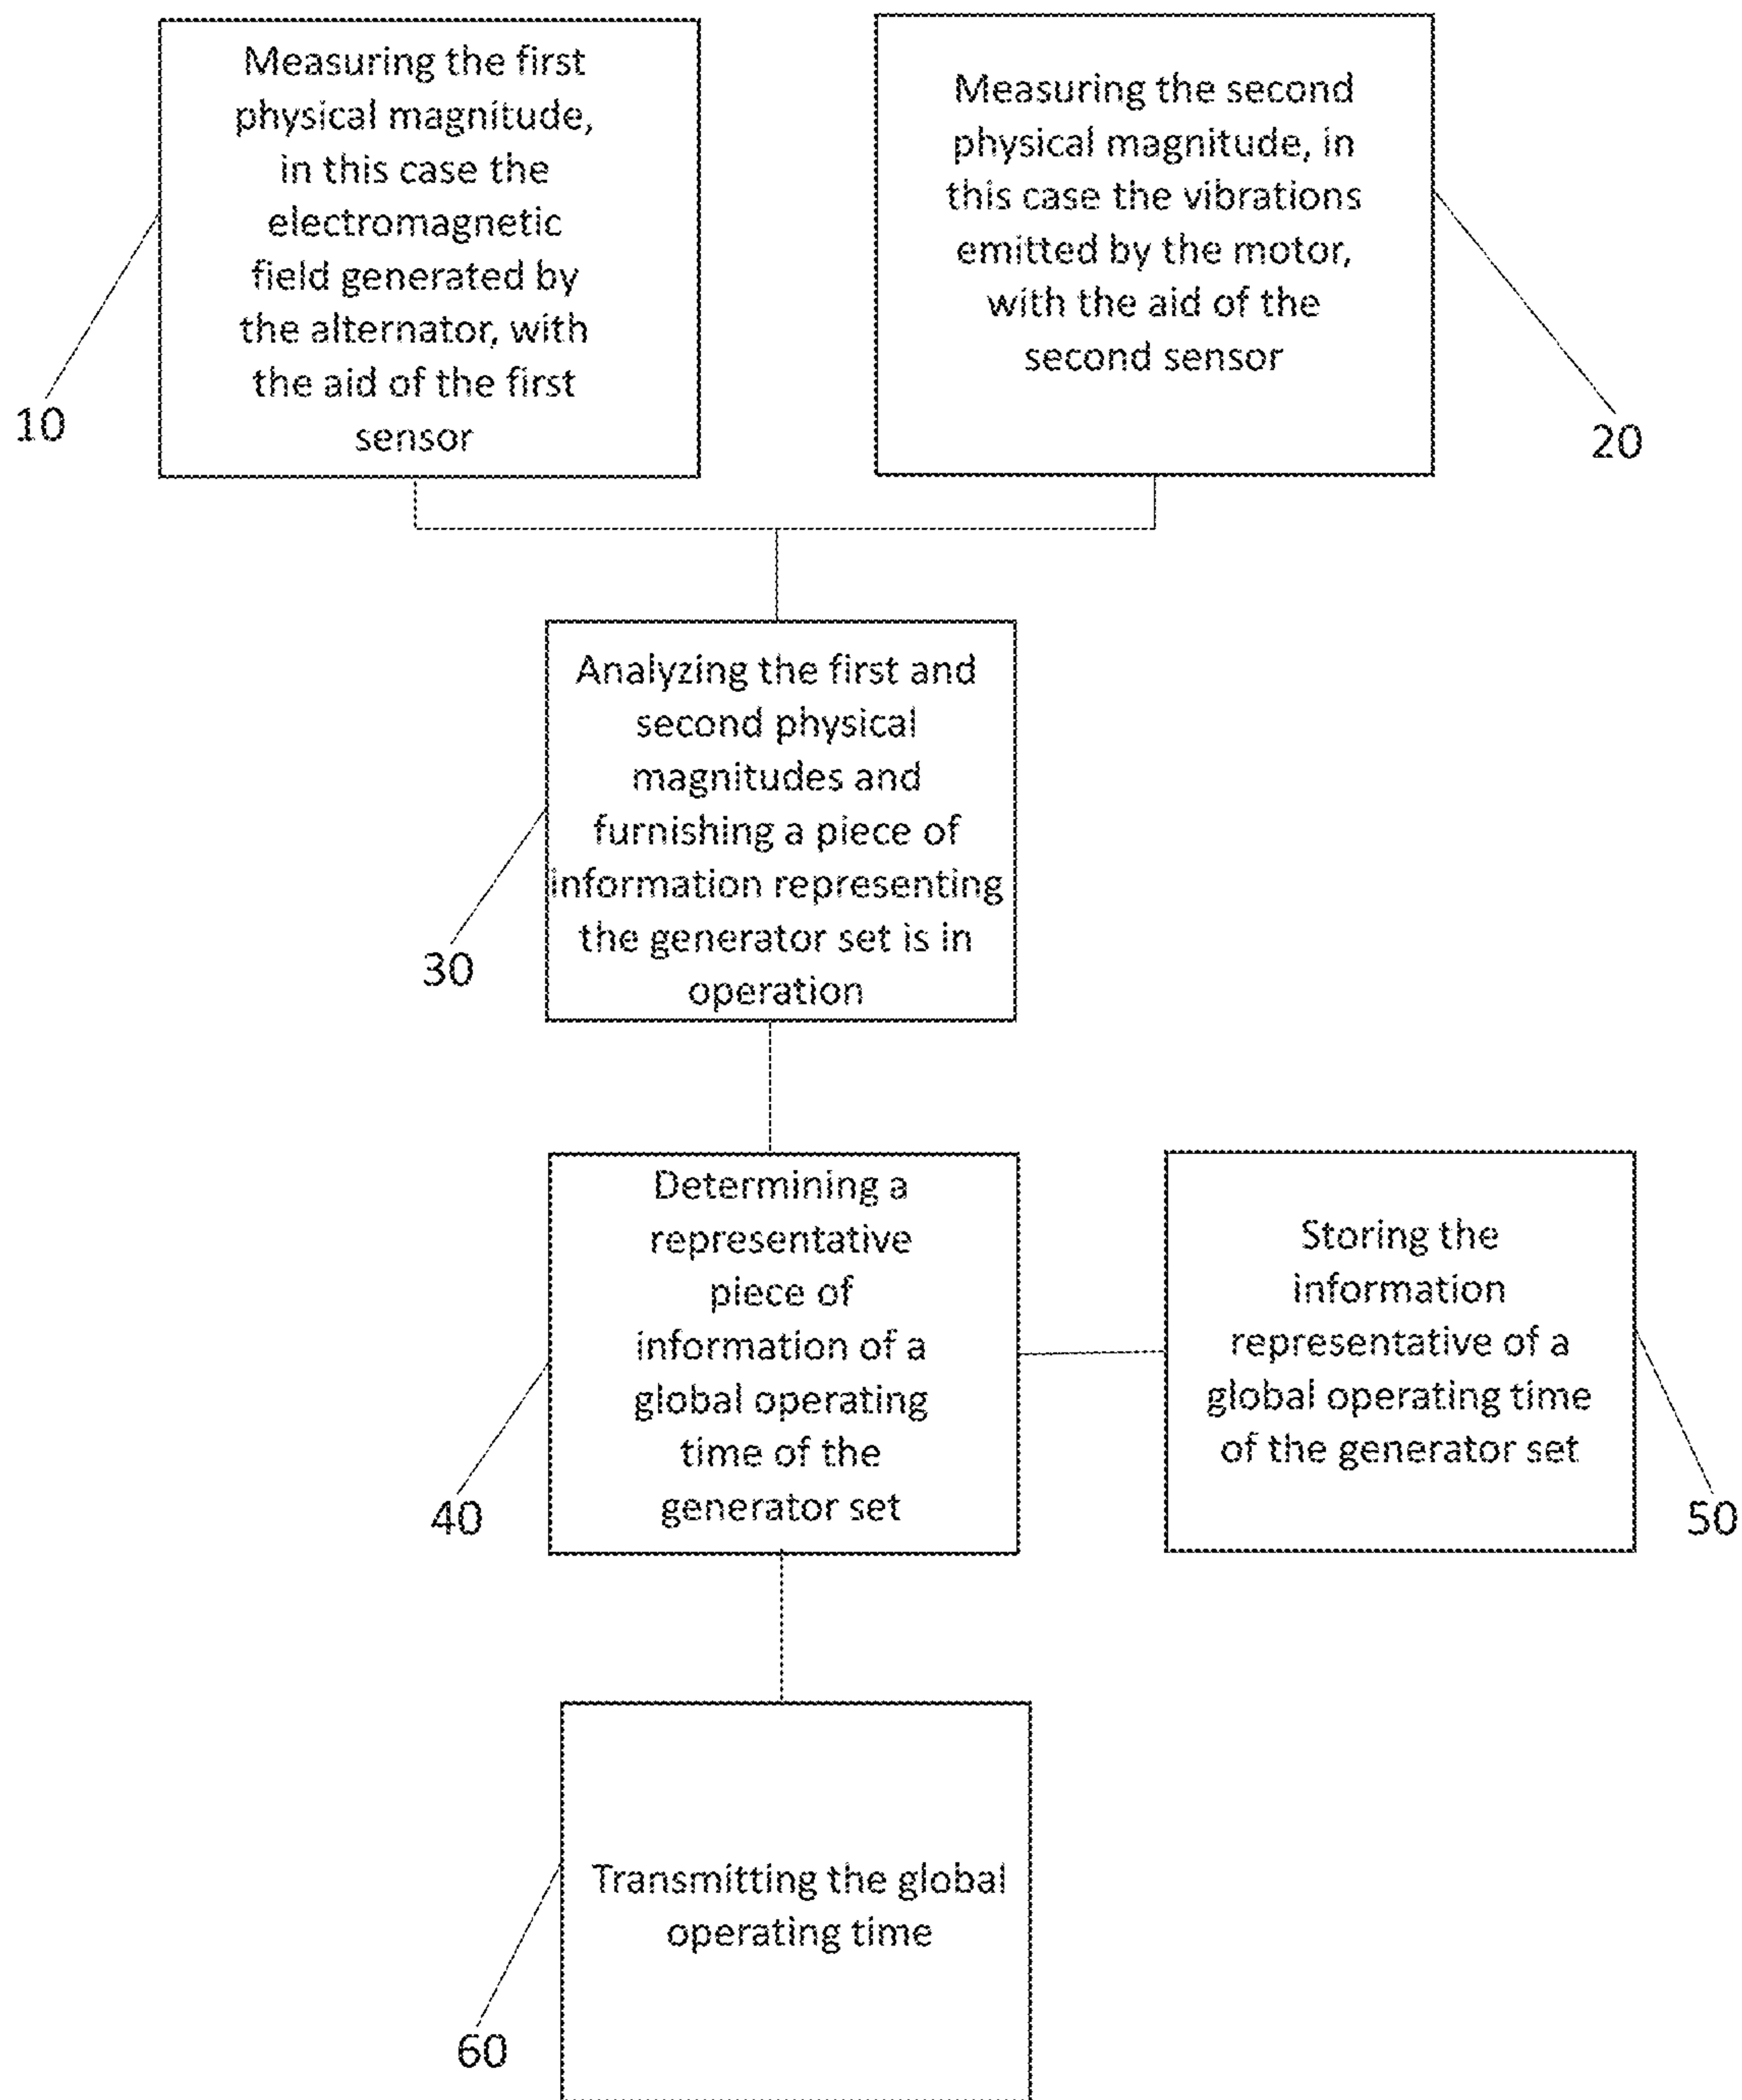 Measuring the first
physical magnitude,
in this case the
electromagnetic
field generated by
the alternator, with
the aid of the first
sensor
10
Measuring the second
physical magnitude, in
this case the vibrations
emitted by the motor,
with the aid of the
second sensor
20
Analyzing the first and
second physical
magnitudes and
furnishing a piece of
information representing
the generator set is in
operation
30
Determining a
representative
piece of
information of a
global operating
time of the
generator set
40
Storing the
information
representative of a
global operating time
of the generator set
50
Transmitting the global
operating time
60